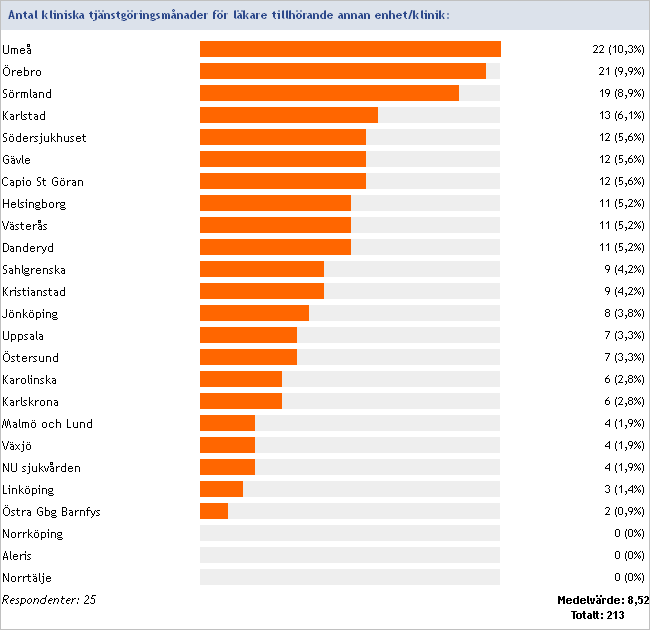 Antal kliniska tjänstgöringsmånader för läkare tillhörande annan enhet/klinik:
Umeå 22 (10,3%)
Örebro 21 (9,9%)
Sörmland 19 (8,9%)
Karlstad 13 (6,1%)
Södersjukhuset 12 (5,6%)
Gävle 12 (5,6%)
Capio St Göran 12 (5,6%)
Helsingborg 11 (5,2%)
Västerås 11 (5,2%)
Danderyd 11 (5,2%)
Sahlgrenska 9 (4,2%)
Kristianstad 9 (4,2%)
Jönköping 8 (3,8%)
Uppsala 7 (3,3%)
Östersund 7 (3,3%)
Karolinska 6 (2,8%)
Karlskrona 6 (2,8%)
Malmö och Lund 4 (1,9%)
Växjö 4 (1,9%)
NU sjukvården 4 (1,9%)
Linköping 3 (1,4%)
Östra Gbg Barnfys 2 (0,9%)
Norrköping 0 (0%)
Aleris 0 (0%)
Norrtälje 0 (0%)
Respondenter: 25 Medelvärde: 8,52
Totalt: 213